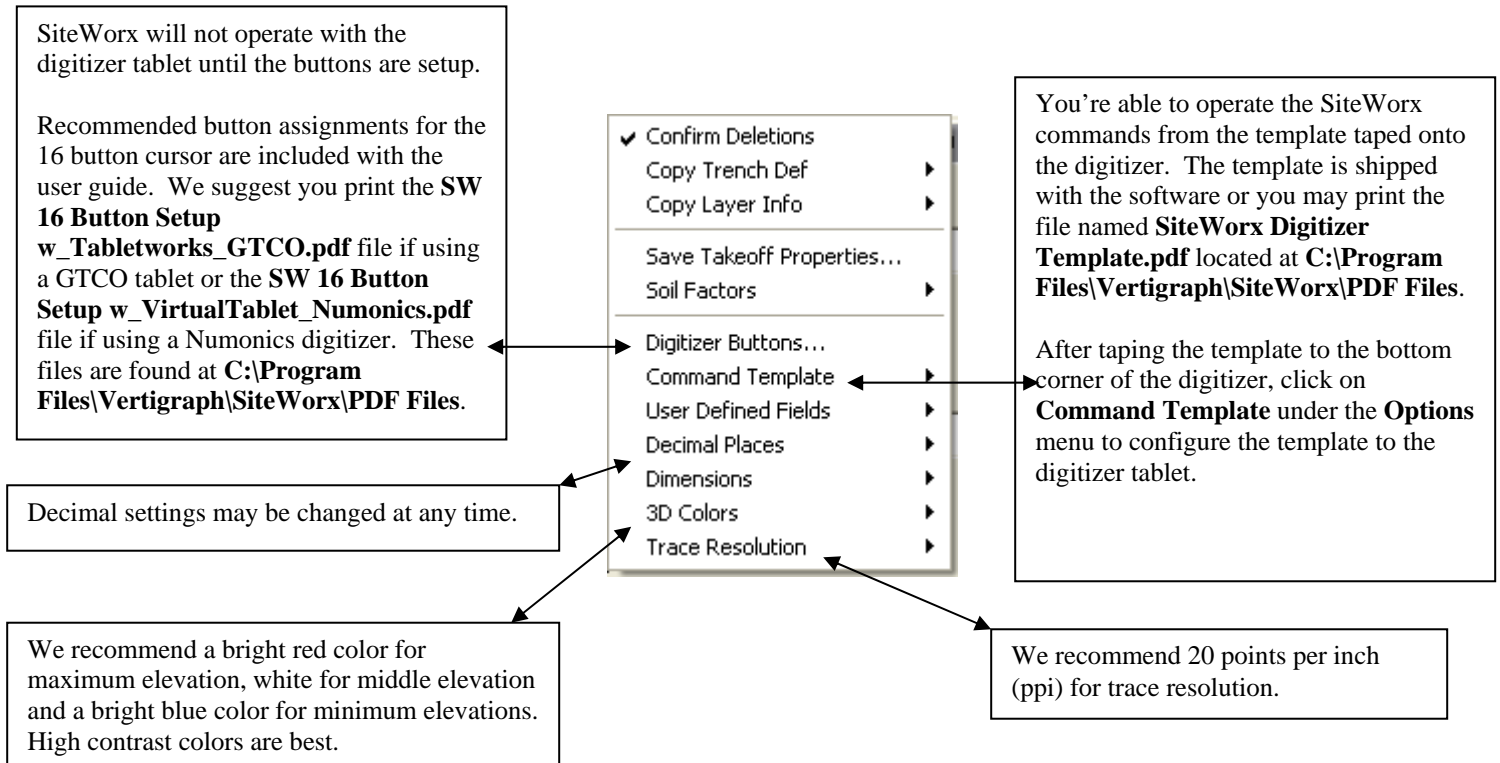 SiteWorx will not operate with the
digitizer tablet until the buttons are setup.
Recommended button assignments for the
16 button cursor are included with the
user guide.  We suggest you print the SW
16 Button Setup
w_Tabletworks_GTCO.pdf file if using
a GTCO tablet or the SW 16 Button
Setup w_VirtualTablet_Numonics.pdf
file if using a Numonics digitizer.  These
files are found at C:\Program
Files\Vertigraph\SiteWorx\PDF Files.
Decimal settings may be changed at any time.
We recommend a bright red color for
maximum elevation, white for middle elevation
and a bright blue color for minimum elevations.
High contrast colors are best.
Confirm Deletions
Copy Trench Def
Copy Layer Info
Save Takeoff Properties...
Soil Factors
Digitizer Buttons...
Command Template
User Defined Fields
Decimal Places
Dimensions
3D Colors
Trace Resolution
You’re able to operate the SiteWorx
commands from the template taped onto
the digitizer.  The template is shipped
with the software or you may print the
file named SiteWorx Digitizer
Template.pdf located at C:\Program
Files\Vertigraph\SiteWorx\PDF Files.
After taping the template to the bottom
corner of the digitizer, click on
Command Template under the Options
menu to configure the template to the
digitizer tablet.
We recommend 20 points per inch
(ppi) for trace resolution.